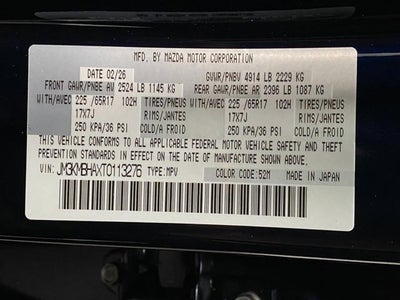 MFD. BY MAZDA MOTOR CORPORATION
DATE 02/26 GVWR/PNBV 4914 LB 2229 KG
FRONT GAWR/PNBE AV 2524 LB 1145 KG REAR GAWR/PNBE AR 2396 LB 1087 KG
WITH/AVEC 225 /65R17 102H TIRES/PNEUS WITH/AVEC 225 /65R17 102H TIRES/PNEUS
17X7J RIMS/JANTES 17X7J RIMS/JANTES
250 KPA/36 PSI COLD/A FROID 250 KPA/36 PSI COLD/A FROID
THIS VEHICLE CONFORMS TO ALL APPLICABLE FEDERAL MOTOR VEHICLE SAFETY AND THEFT
PREVENTION STANDARDS IN EFFECT ON THE DATE OF MANUFACTURE SHOWN ABOVE.
VIN: JM3KMBHAXT0113276 TYPE:MPV COLOR/COULEUR CODE:52M MADE IN JAPAN